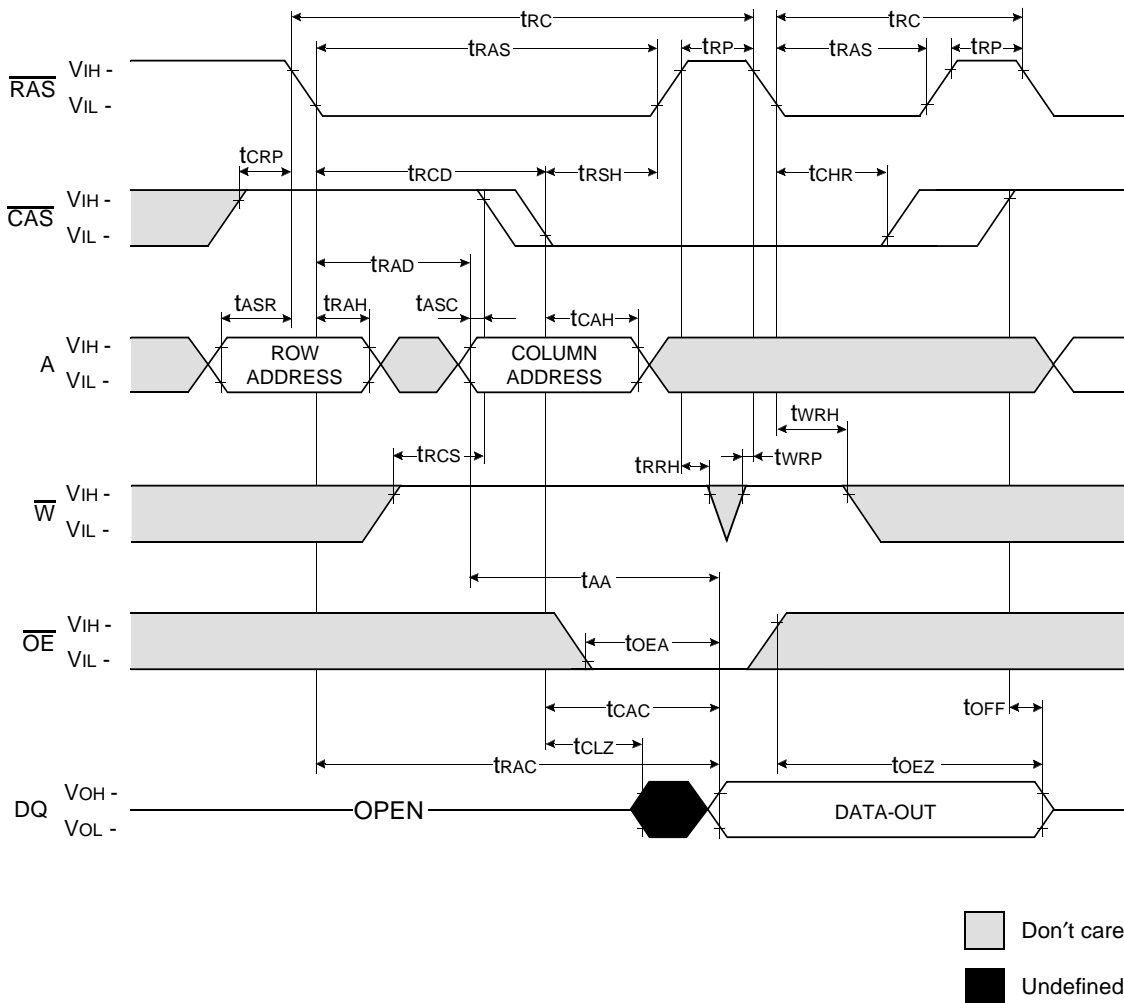 tRC
tRC
tRAS
tRP
tRAS
tRP
RAS
VIH -
VIL -
tCRP
tRCD
tRSH
tCHR
CAS
VIH -
VIL -
tRAD
tASR
tRAH
tASC
tCAH
A
VIH -
VIL -
ROW
ADDRESS
COLUMN
ADDRESS
tWRH
tRCS
tRRH
tWRP
W
VIH -
VIL -
tAA
OE
VIH -
VIL -
tOEA
tCAC
tOFF
tCLZ
tRAC
tOEZ
DQ
VOH -
VOL -
OPEN
DATA-OUT
Don′t care
Undefined